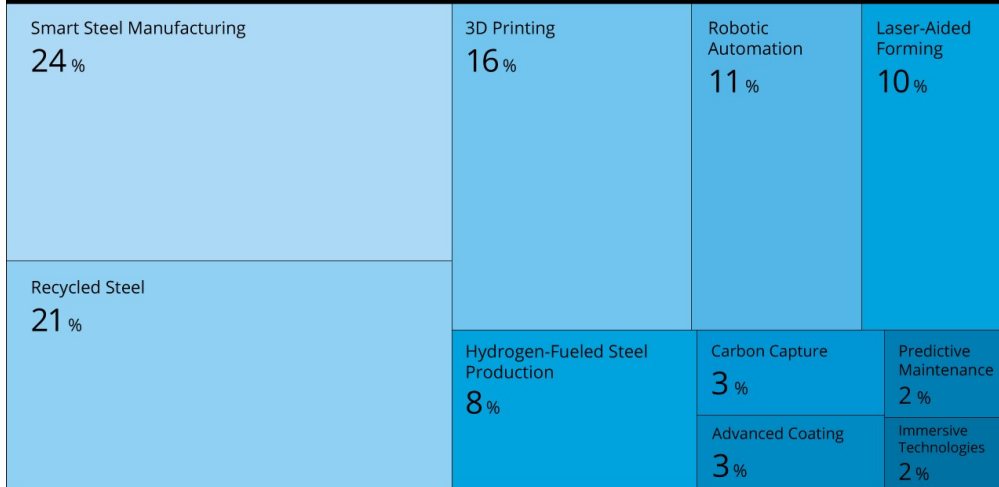 Smart Steel Manufacturing
24 %
Recycled Steel
21 %
3D Printing
16 %
Robotic
Automation
11 %
Laser-Aided
Forming
10 %
Hydrogen-Fueled Steel
Production
8 %
Carbon Capture
3 %
Advanced Coating
3 %
Predictive
Maintenance
2 %
Immersive
Technologies
2 %